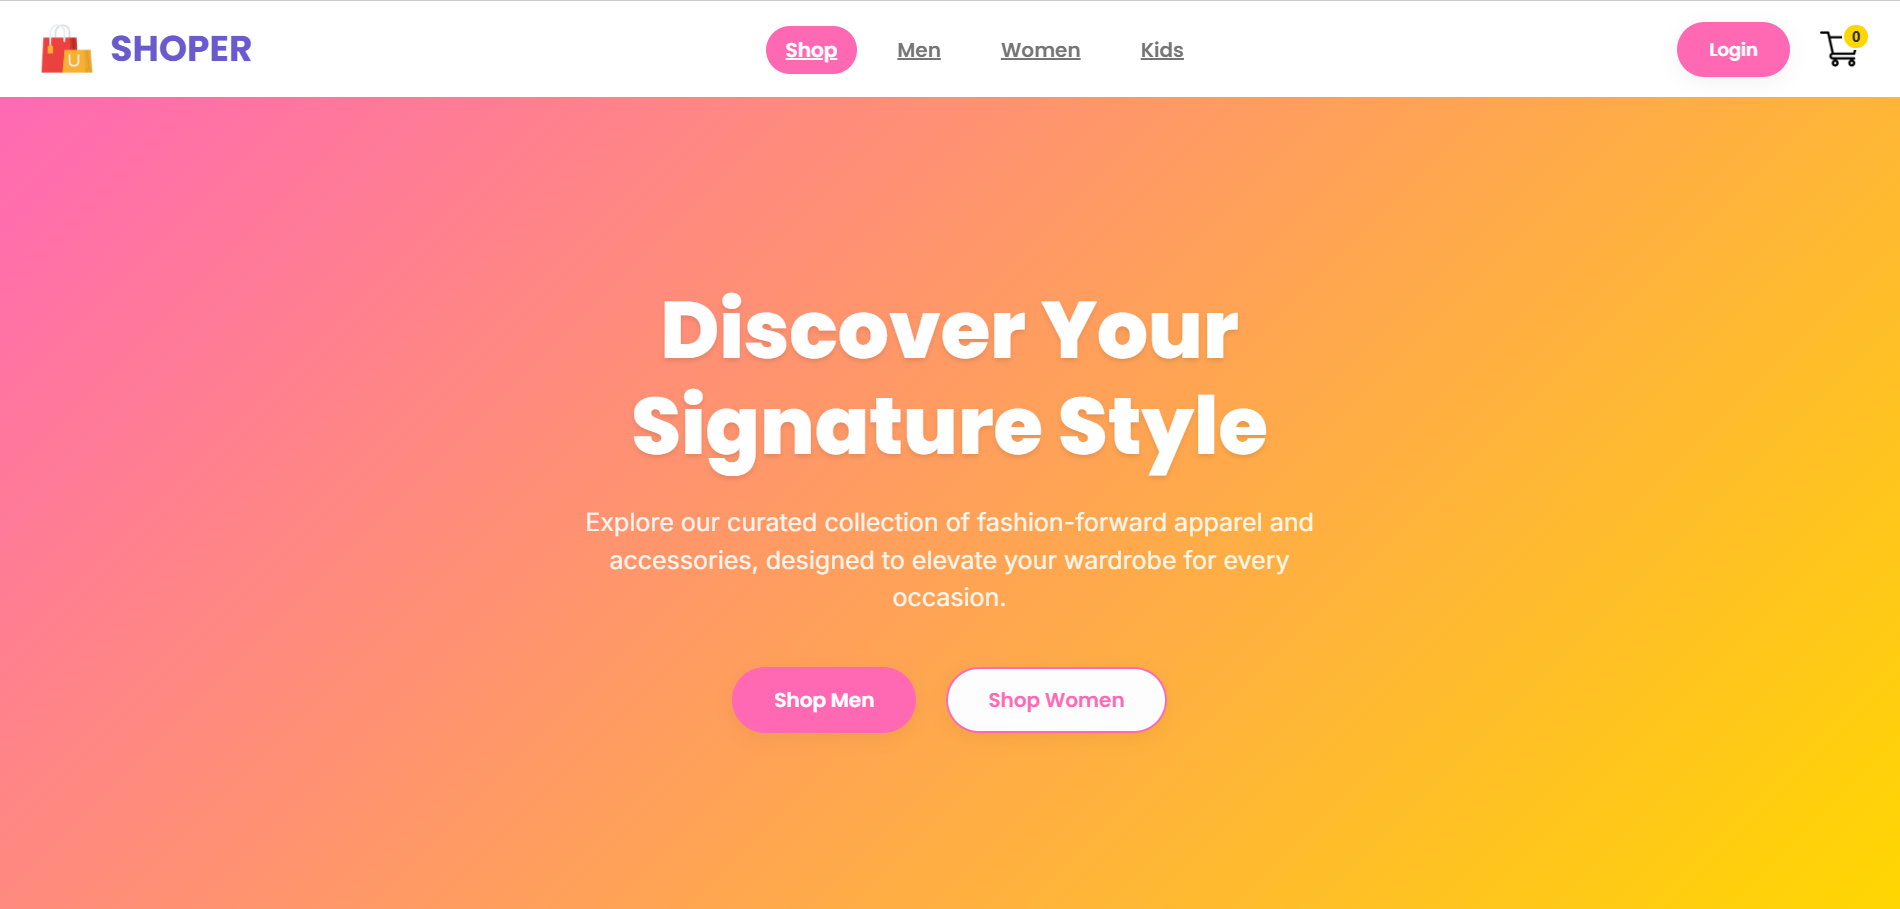 SHOPER
Shop
Men
Women
Kids
Login
0
Discover Your
Signature Style
Explore our curated collection of fashion-forward apparel and
accessories, designed to elevate your wardrobe for every
occasion.
Shop Men
Shop Women